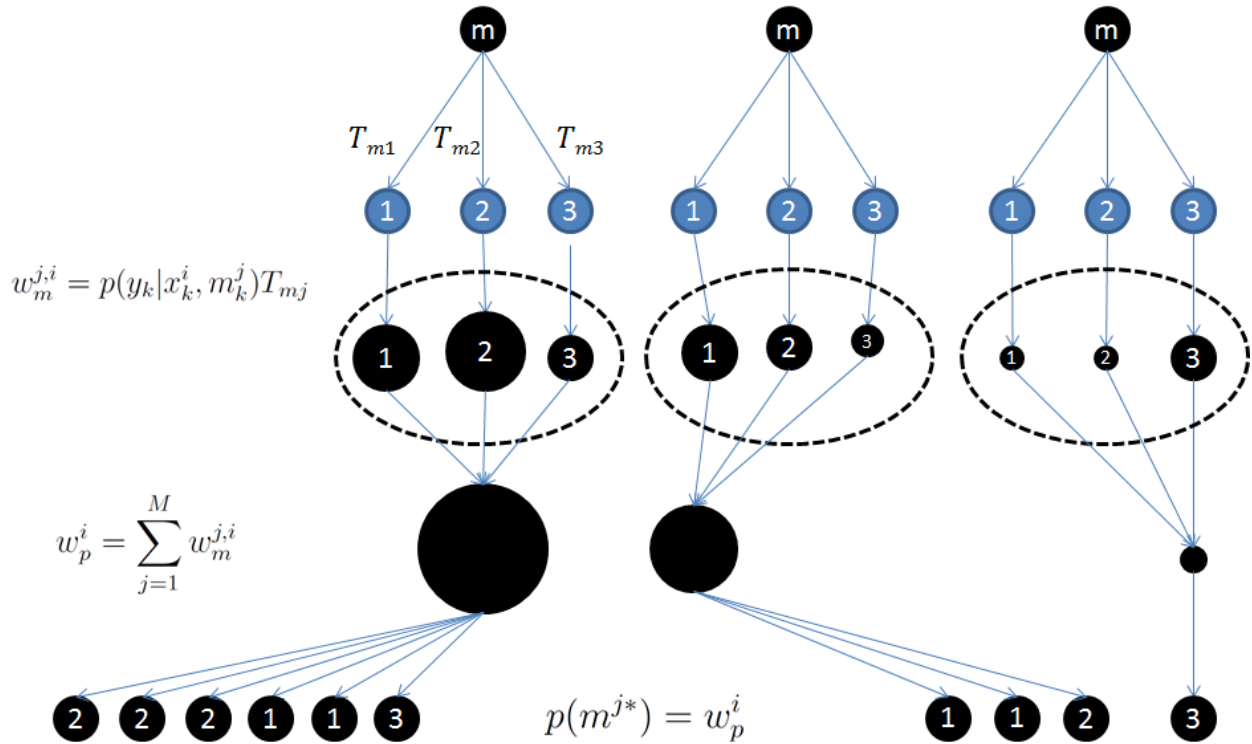 m m m
T_{m1} T_{m2} T_{m3}
1 2 3 1 2 3 1 2 3
w_m^{j,i} = p(y_k|x_k^i, m_k^j)T_{mj}
1 2 3 1 2 3 1 2 3
w_p^i = \sum_{j=1}^{M} w_m^{j,i}
2 2 2 1 1 3 p(m^{j*}) = w_p^i 1 1 2 3